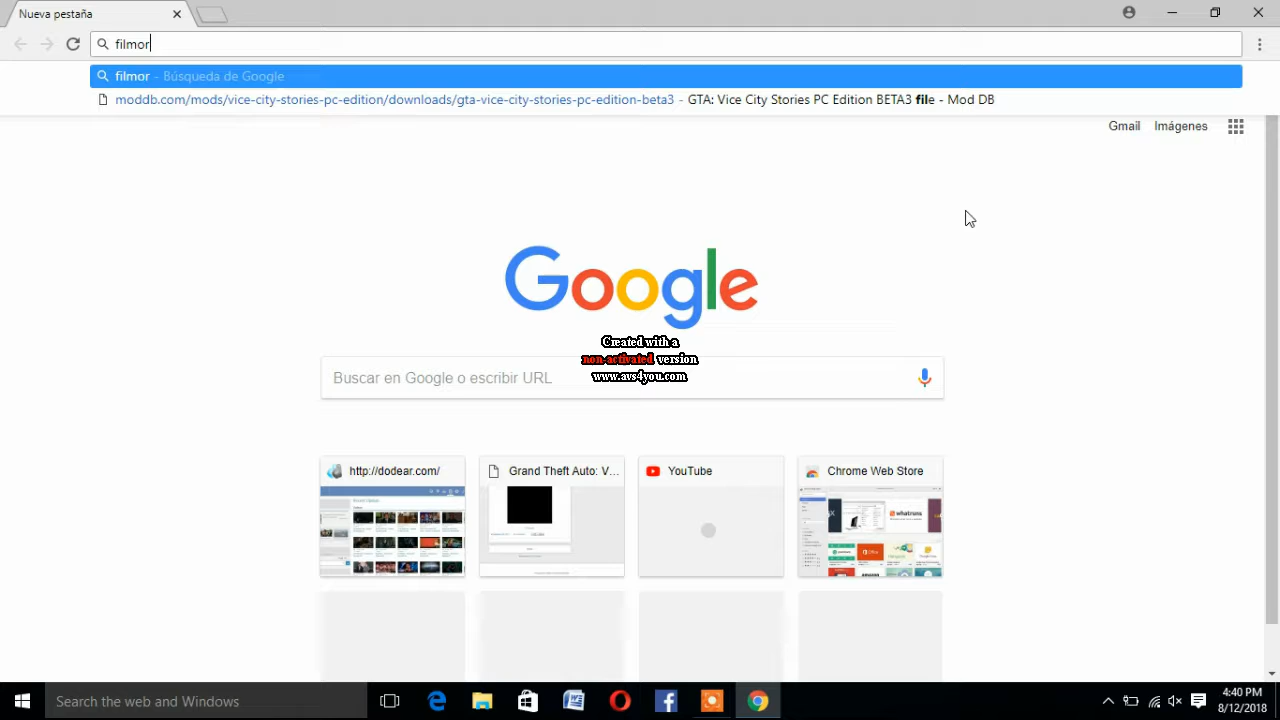 Nueva pestaña
filmor
filmor - Búsqueda de Google
moddb.com/mods/vice-city-stories-pc-edition/downloads/gta-vice-city-stories-pc-edition-beta3 - GTA: Vice City Stories PC Edition BETA3 file - Mod DB
Gmail Imágenes
Google
Created with a
non-activated version
www.avs4you.com
Buscar en Google o escribir URL
http://dodear.com/
Grand Theft Auto: V...
YouTube
Chrome Web Store
whatruns
Office
Search the web and Windows
4:40 PM
8/12/2018